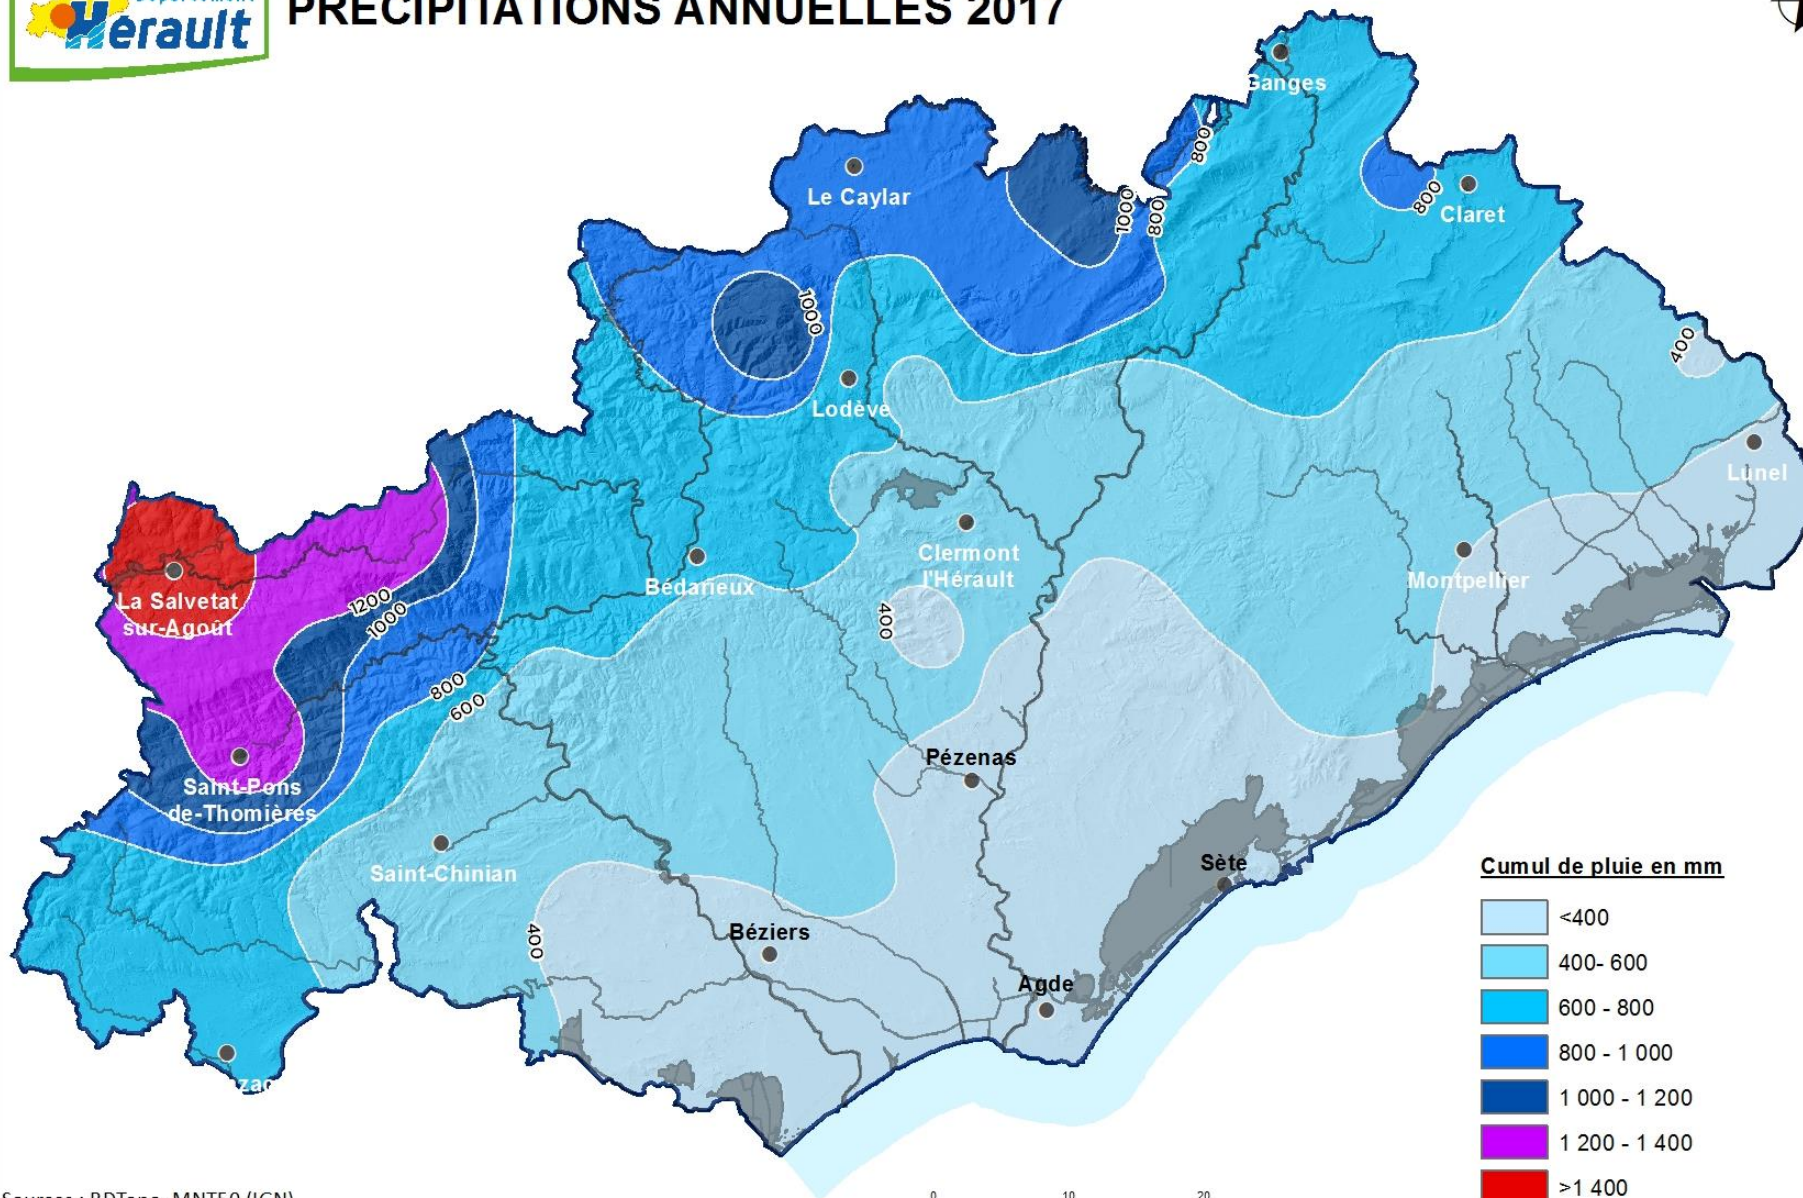 Hérault
PRÉCIPITATIONS ANNUELLES 2017
Ganges
800
Le Caylar
1000
800
800
Claret
1000
400
Lodève
Lunel
Clermont
l'Hérault
Bédarieux
Montpellier
La Salvetat
sur-Agoût
1200
1000
400
800
600
Pézenas
Saint-Pons
de-Thomières
Saint-Chinian
Sète
400
Béziers
Agde
Cumul de pluie en mm
<400
400- 600
600 - 800
800 - 1 000
1 000 - 1 200
1 200 - 1 400
>1 400
0 10 20